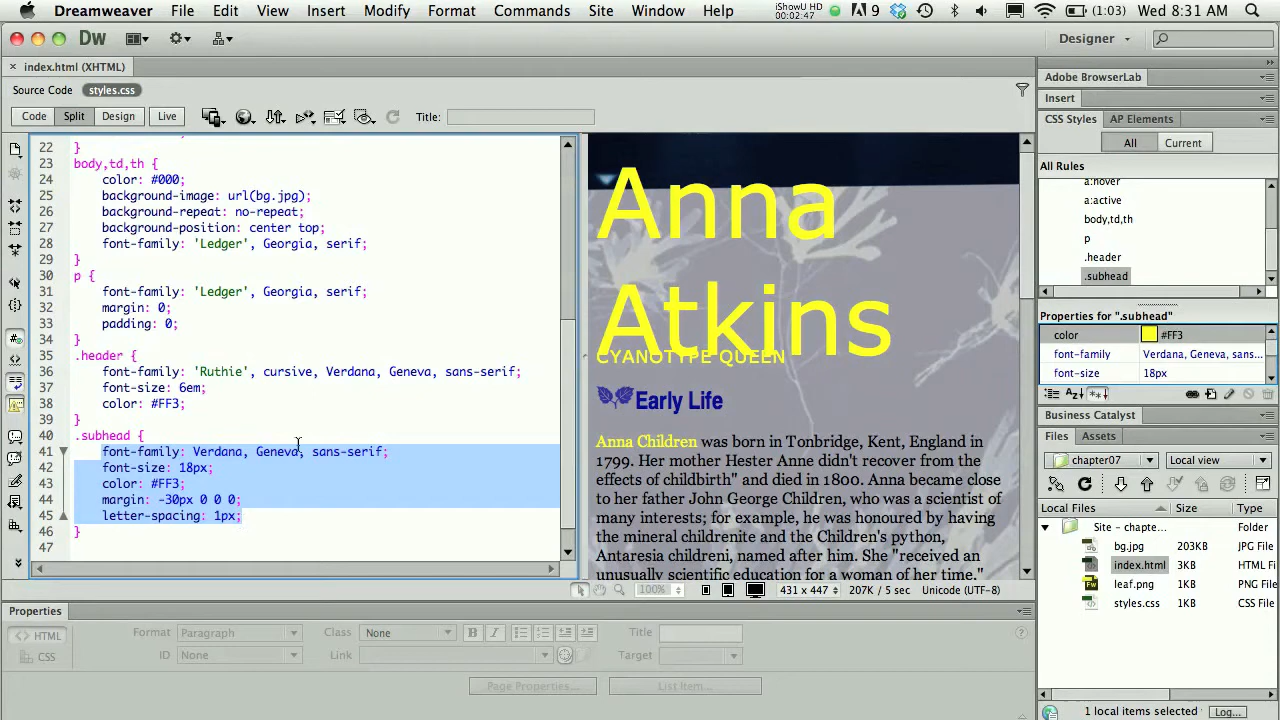 Dreamweaver File Edit View Insert Modify Format Commands Site Window Help iShowU HD 00:02:47 9 (1:03) Wed 8:31 AM
Dw Designer
× index.html (XHTML)
Source Code styles.css
Code Split Design Live Title:
22 }
23 body,td,th {
24 color: #000;
25 background-image: url(bg.jpg);
26 background-repeat: no-repeat;
27 background-position: center top;
28 font-family: 'Ledger', Georgia, serif;
29 }
30 p {
31 font-family: 'Ledger', Georgia, serif;
32 margin: 0;
33 padding: 0;
34 }
35 .header {
36 font-family: 'Ruthie', cursive, Verdana, Geneva, sans-serif;
37 font-size: 6em;
38 color: #FF3;
39 }
40 .subhead {
41 font-family: Verdana, Geneva, sans-serif;
42 font-size: 18px;
43 color: #FF3;
44 margin: -30px 0 0 0;
45 letter-spacing: 1px;
46 }
47
Anna
Atkins
CYANOTYPE QUEEN
Early Life
Anna Children was born in Tonbridge, Kent, England in
1799. Her mother Hester Anne didn't recover from the
effects of childbirth" and died in 1800. Anna became close
to her father John George Children, who was a scientist of
many interests; for example, he was honoured by having
the mineral childrenite and the Children's python,
Antaresia childreni, named after him. She "received an
unusually scientific education for a woman of her time."
100% 431 x 447 207K / 5 sec Unicode (UTF-8)
Properties
<> HTML Format Paragraph Class None B I Title
CSS ID None Link Target
Page Properties... List Item...
Adobe BrowserLab
Insert
CSS Styles AP Elements
All Current
All Rules
a:hover
a:active
body,td,th
p
.header
.subhead
Properties for ".subhead"
color #FF3
font-family Verdana, Geneva, sans...
font-size 18px
Business Catalyst
Files Assets
chapter07 Local view
Local Files Size Type
Site - chapte... Folder
bg.jpg 203KB JPG File
index.html 3KB HTML Fi
leaf.png 1KB PNG File
styles.css 1KB CSS File
1 local items selected Log...